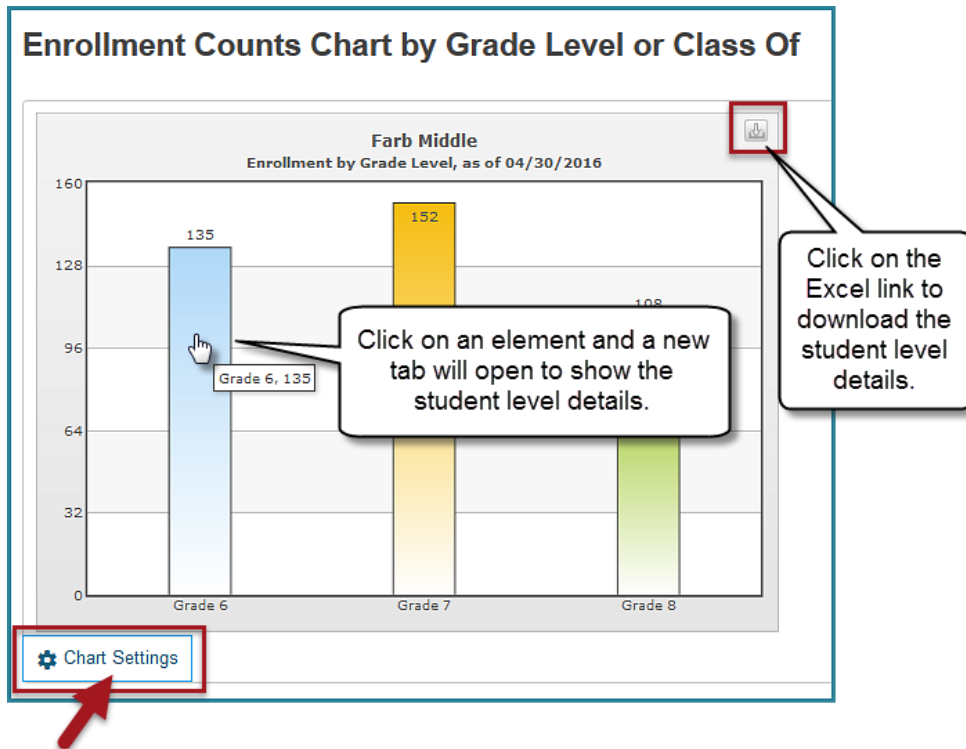 Enrollment Counts Chart by Grade Level or Class Of
Farb Middle
Enrollment by Grade Level, as of 04/30/2016
160
128
96
64
32
0
135
152
108
Grade 6, 135
Click on an element and a new
tab will open to show the
student level details.
Click on the
Excel link to
download the
student level
details.
Grade 6
Grade 7
Grade 8
Chart Settings